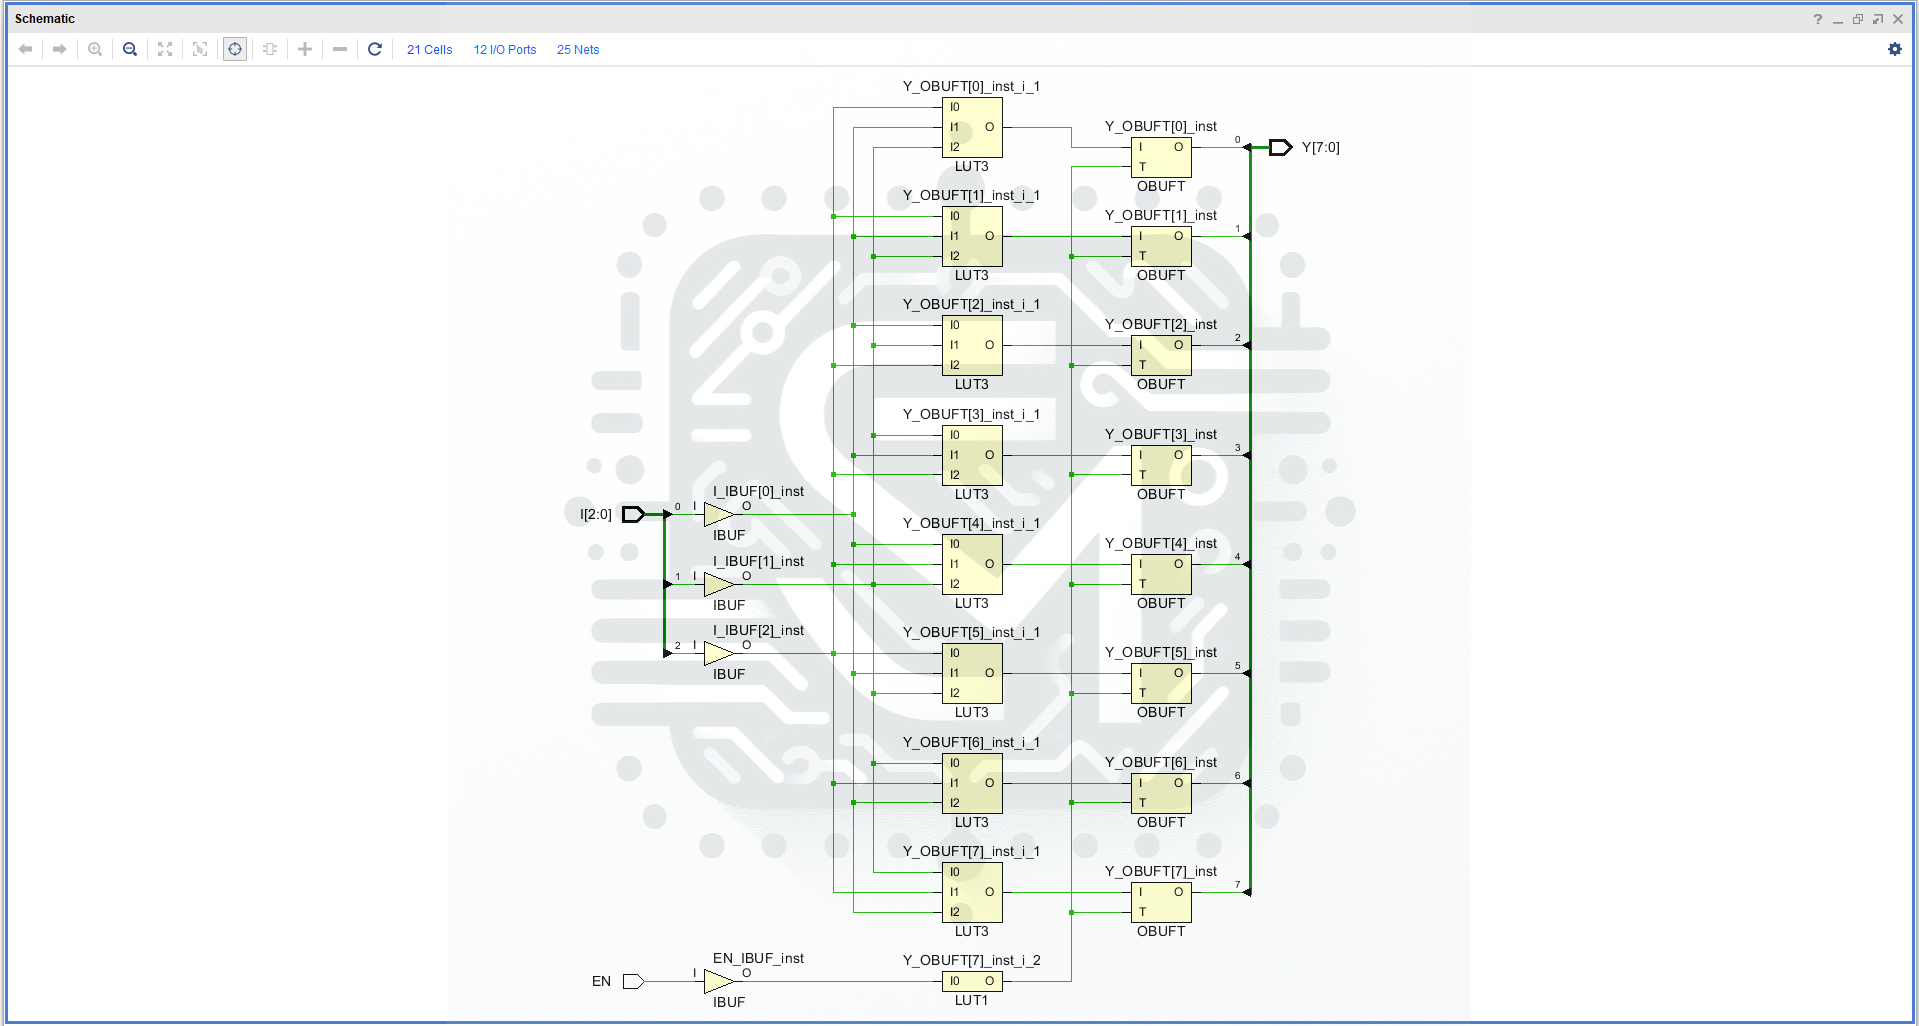 Schematic
21 Cells 12 I/O Ports 25 Nets
Y_OBUFT[0]_inst_i_1
I0
I1 O
I2
LUT3
Y_OBUFT[0]_inst
I O
T
OBUFT
0
Y[7:0]
Y_OBUFT[1]_inst_i_1
I0
I1 O
I2
LUT3
Y_OBUFT[1]_inst
I O
T
OBUFT
1
Y_OBUFT[2]_inst_i_1
I0
I1 O
I2
LUT3
Y_OBUFT[2]_inst
I O
T
OBUFT
2
Y_OBUFT[3]_inst_i_1
I0
I1 O
I2
LUT3
Y_OBUFT[3]_inst
I O
T
OBUFT
3
I[2:0]
0
I_IBUF[0]_inst
I O
IBUF
1
I_IBUF[1]_inst
I O
IBUF
2
I_IBUF[2]_inst
I O
IBUF
Y_OBUFT[4]_inst_i_1
I0
I1 O
I2
LUT3
Y_OBUFT[4]_inst
I O
T
OBUFT
4
Y_OBUFT[5]_inst_i_1
I0
I1 O
I2
LUT3
Y_OBUFT[5]_inst
I O
T
OBUFT
5
Y_OBUFT[6]_inst_i_1
I0
I1 O
I2
LUT3
Y_OBUFT[6]_inst
I O
T
OBUFT
6
Y_OBUFT[7]_inst_i_1
I0
I1 O
I2
LUT3
Y_OBUFT[7]_inst
I O
T
OBUFT
7
EN
EN_IBUF_inst
I O
IBUF
Y_OBUFT[7]_inst_i_2
I0 O
LUT1